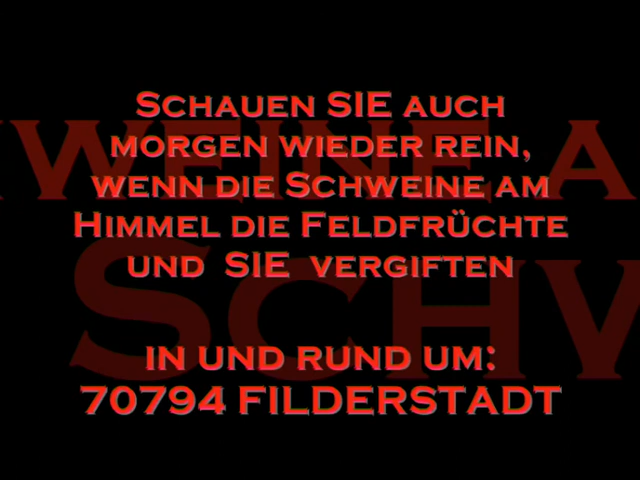 Schauen SIE auch
morgen wieder rein,
wenn die Schweine am
Himmel die Feldfrüchte
und SIE vergiften
in und rund um:
70794 FILDERSTADT